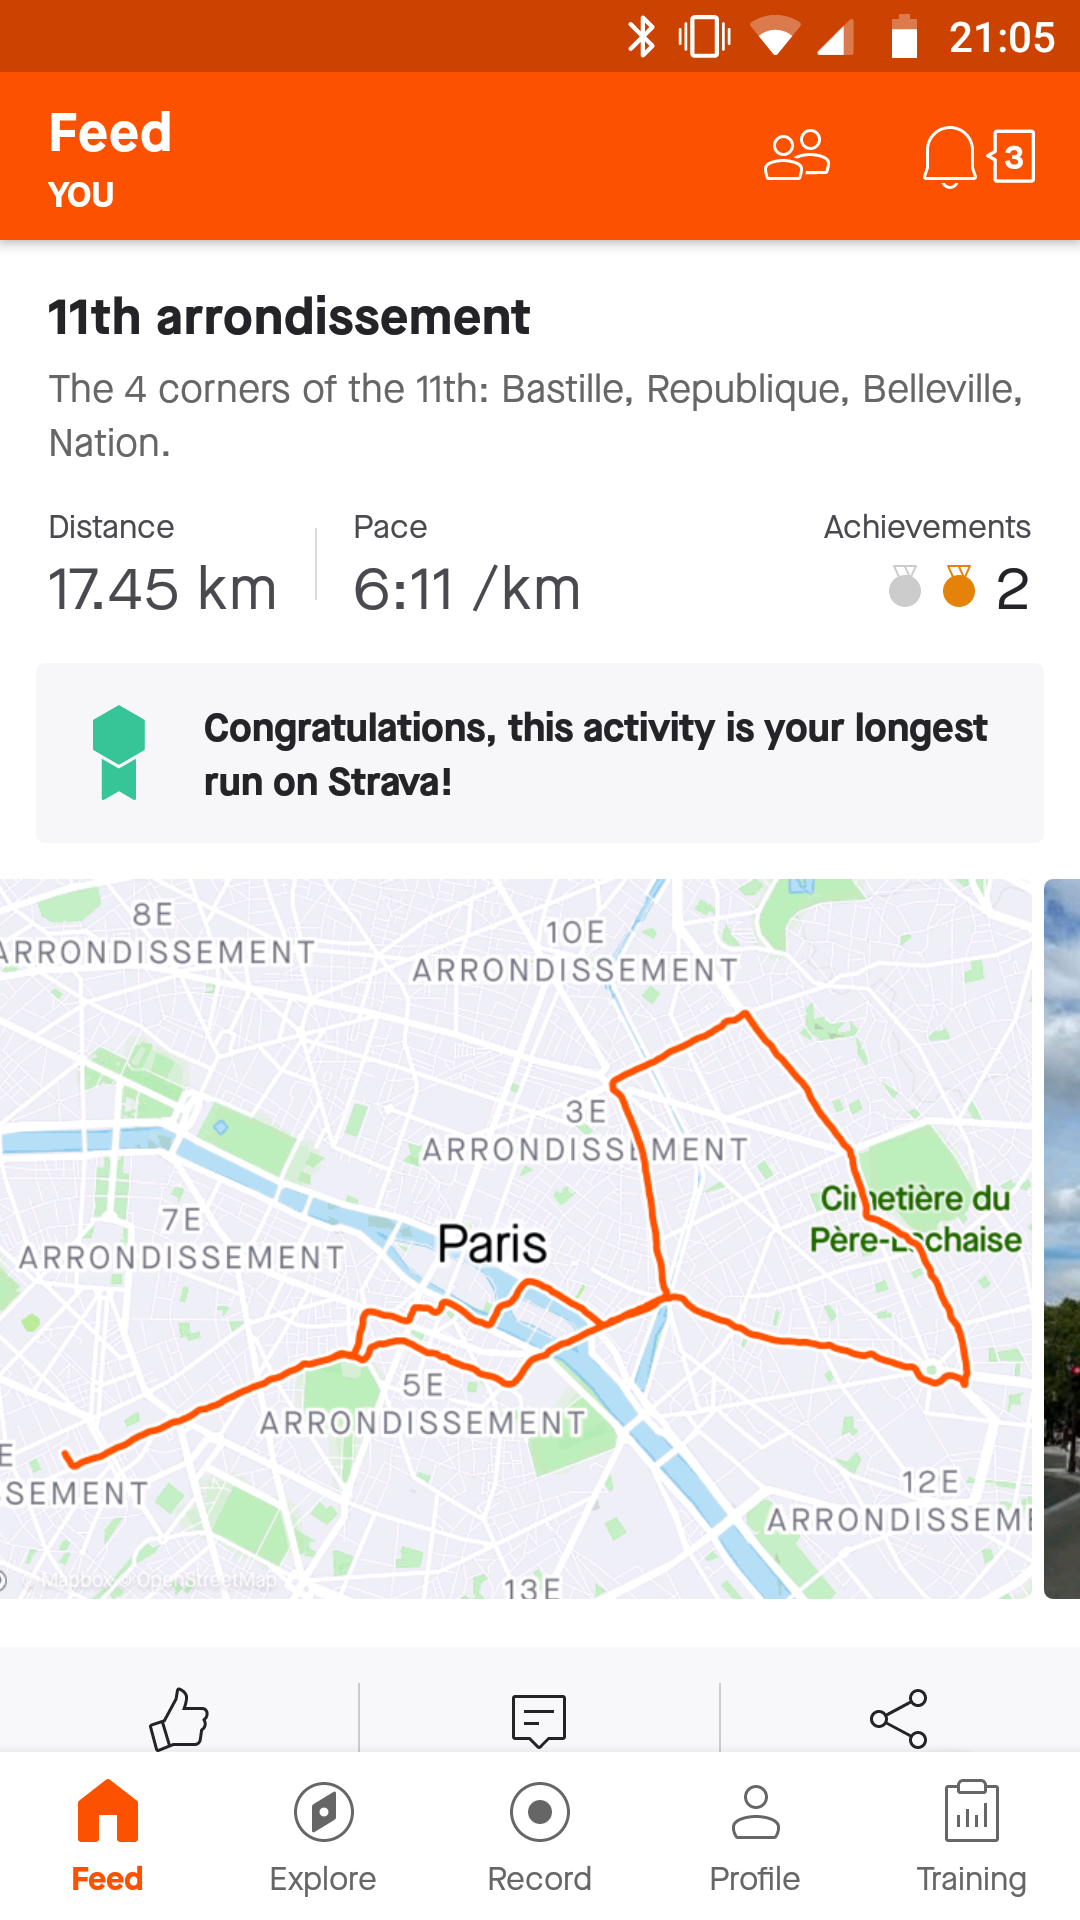 21:05
Feed
YOU
3
11th arrondissement
The 4 corners of the 11th: Bastille, Republique, Belleville,
Nation.
Distance
Pace
Achievements
17.45 km
6:11 /km
2
Congratulations, this activity is your longest
run on Strava!
8E
ARRONDISSEMENT
10E
ARRONDISSEMENT
3E
ARRONDISSEMENT
Cimetière du
Père-Lachaise
7E
ARRONDISSEMENT
Paris
5E
ARRONDISSEMENT
E
SEMENT
12E
ARRONDISSEME
13E
© Mapbox © OpenStreetMap
Feed
Explore
Record
Profile
Training